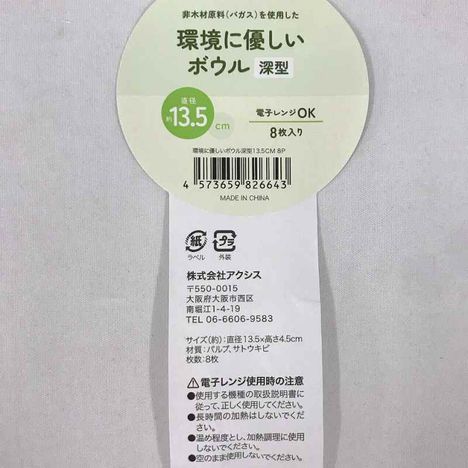 非木材原料(バガス)を使用した
環境に優しい
ボウル 深型
直径
約13.5cm
電子レンジOK
8枚入り
環境に優しいボウル深型13.5CM 8P
4 573659 826643
MADE IN CHINA
紙 プラ
ラベル 外装
株式会社アクシス
〒550-0015
大阪府大阪市西区
南堀江1-4-19
TEL 06-6606-9583
サイズ(約):直径13.5×高さ4.5cm
材質:パルプ、サトウキビ
枚数:8枚
電子レンジ使用時の注意
●使用する機種の取扱説明書に
従って、正しく使用してください。
●長時間の加熱はしないでくだ
さい。
●温め程度とし、加熱調理に使用
しないでください。
●空のまま使用しないでください。